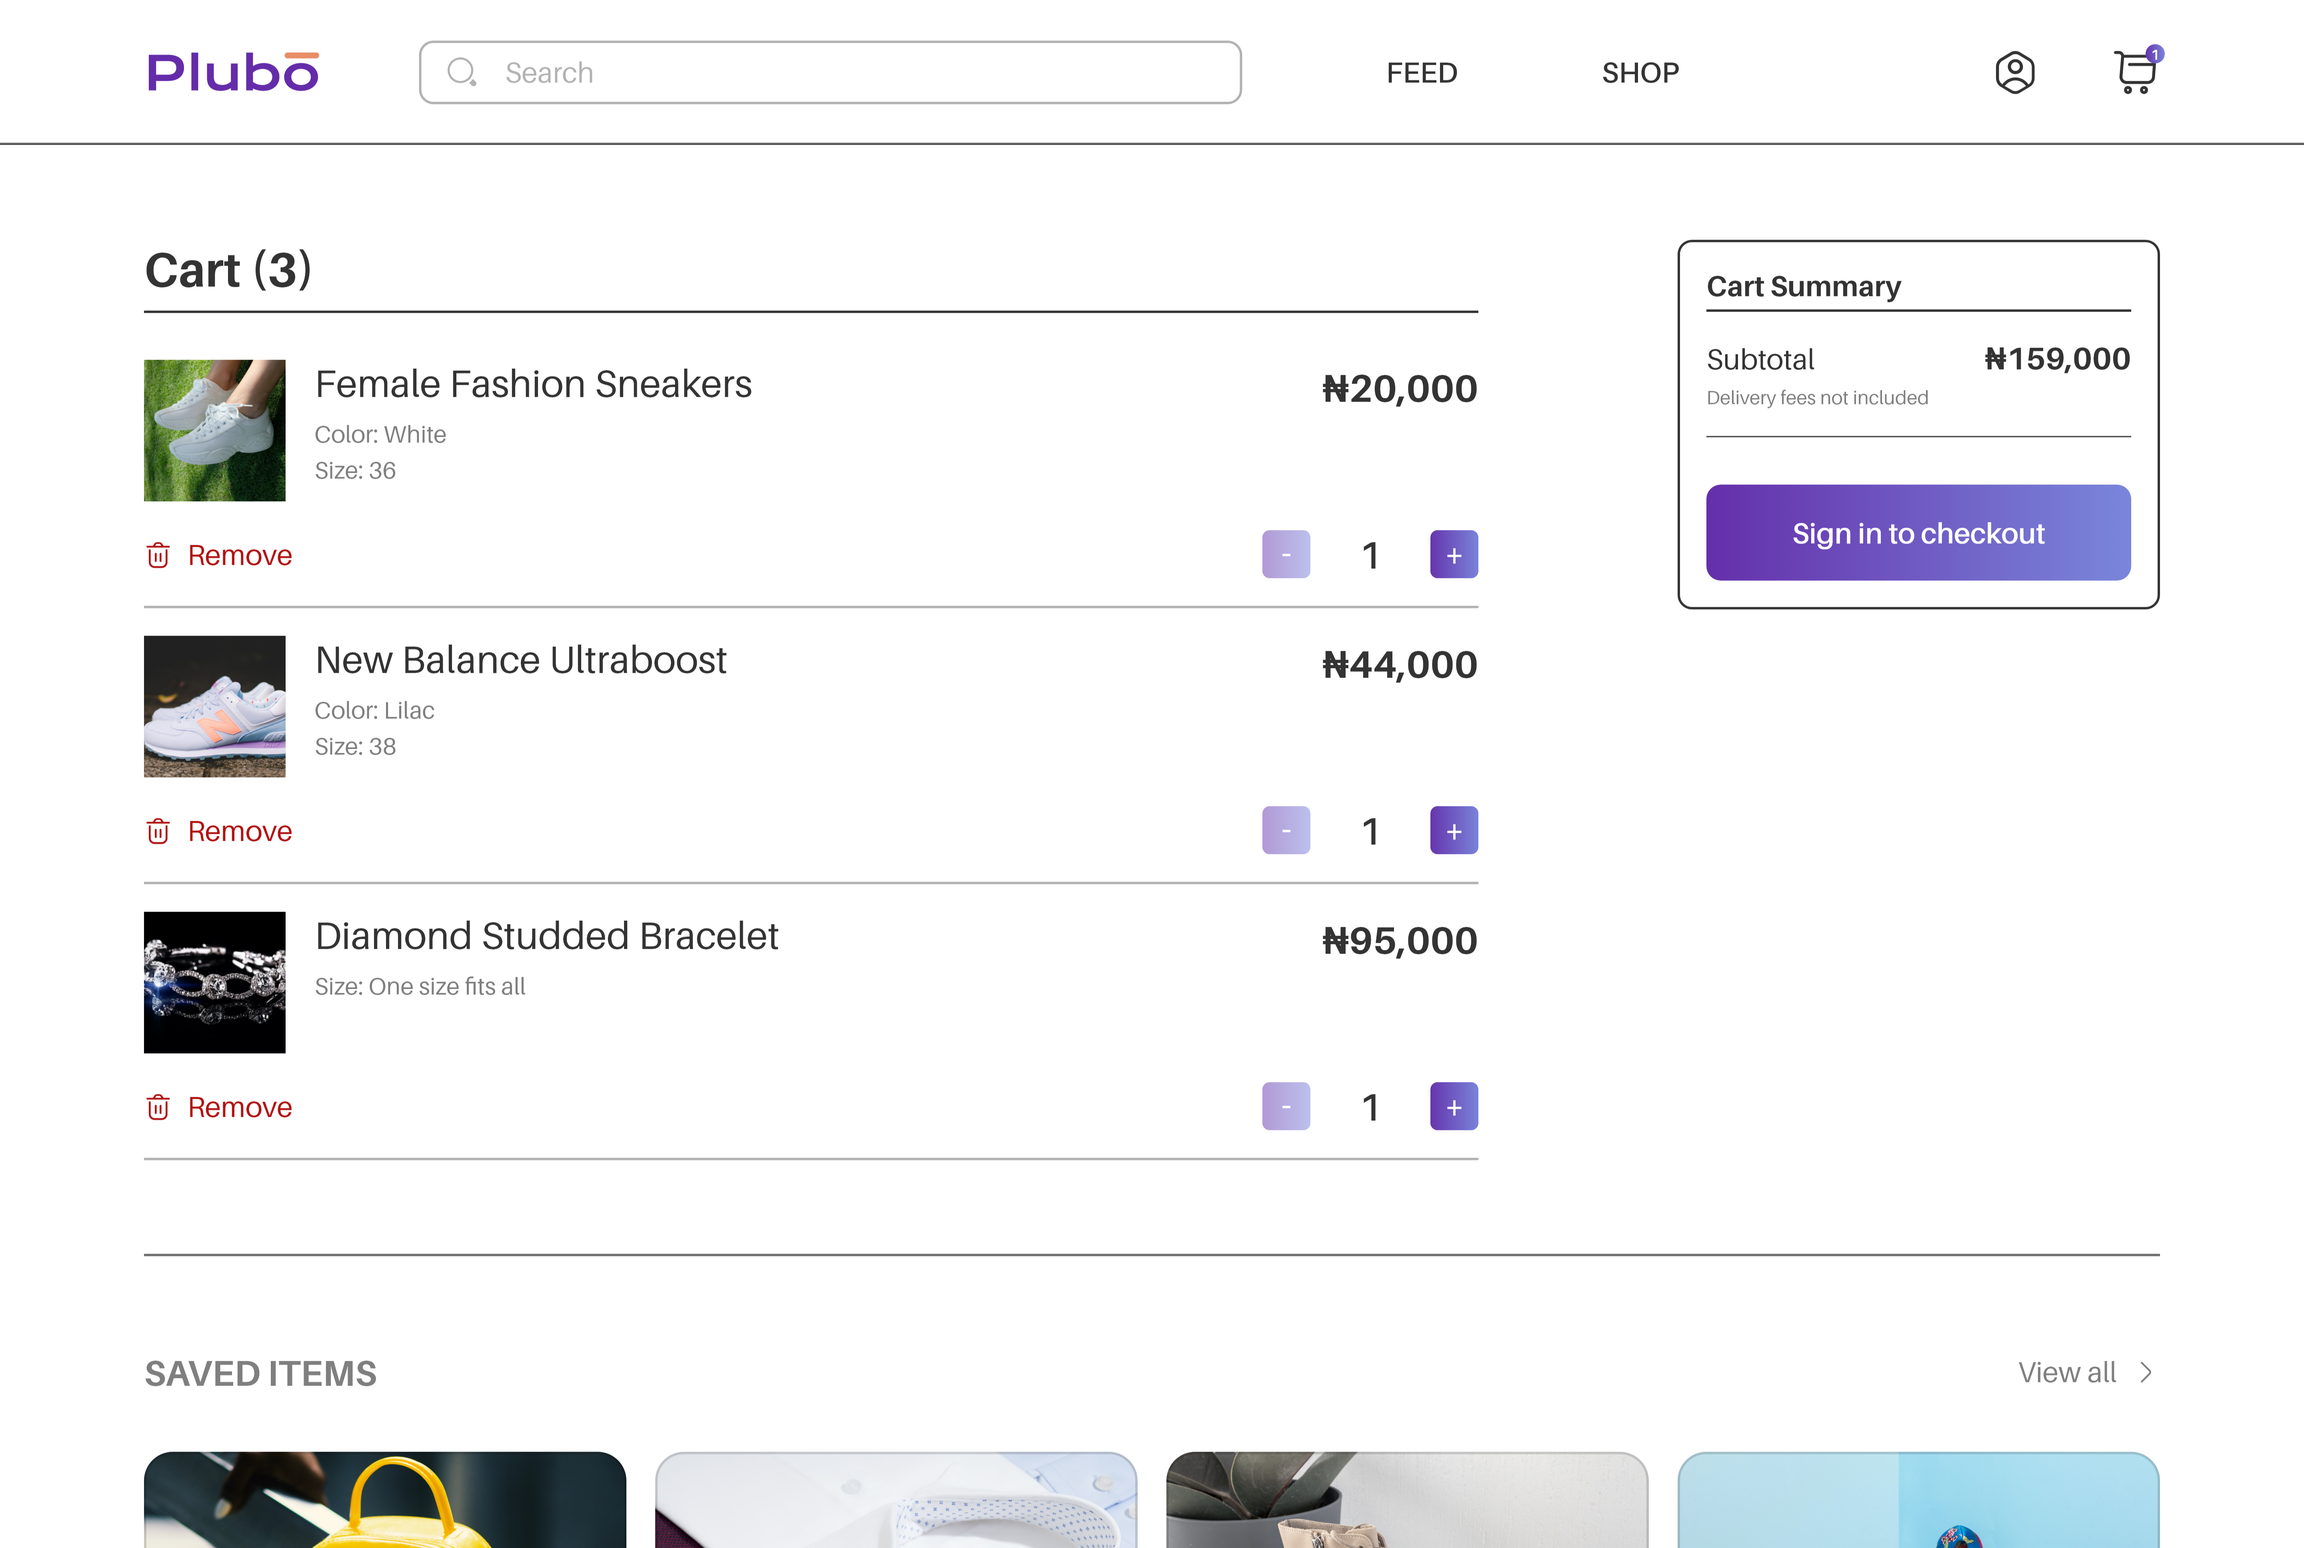 Plubō
Search
FEED
SHOP
1
Cart (3)
Female Fashion Sneakers
₦20,000
Color: White
Size: 36
Remove
- 1 +
New Balance Ultraboost
₦44,000
Color: Lilac
Size: 38
Remove
- 1 +
Diamond Studded Bracelet
₦95,000
Size: One size fits all
Remove
- 1 +
Cart Summary
Subtotal ₦159,000
Delivery fees not included
Sign in to checkout
SAVED ITEMS
View all